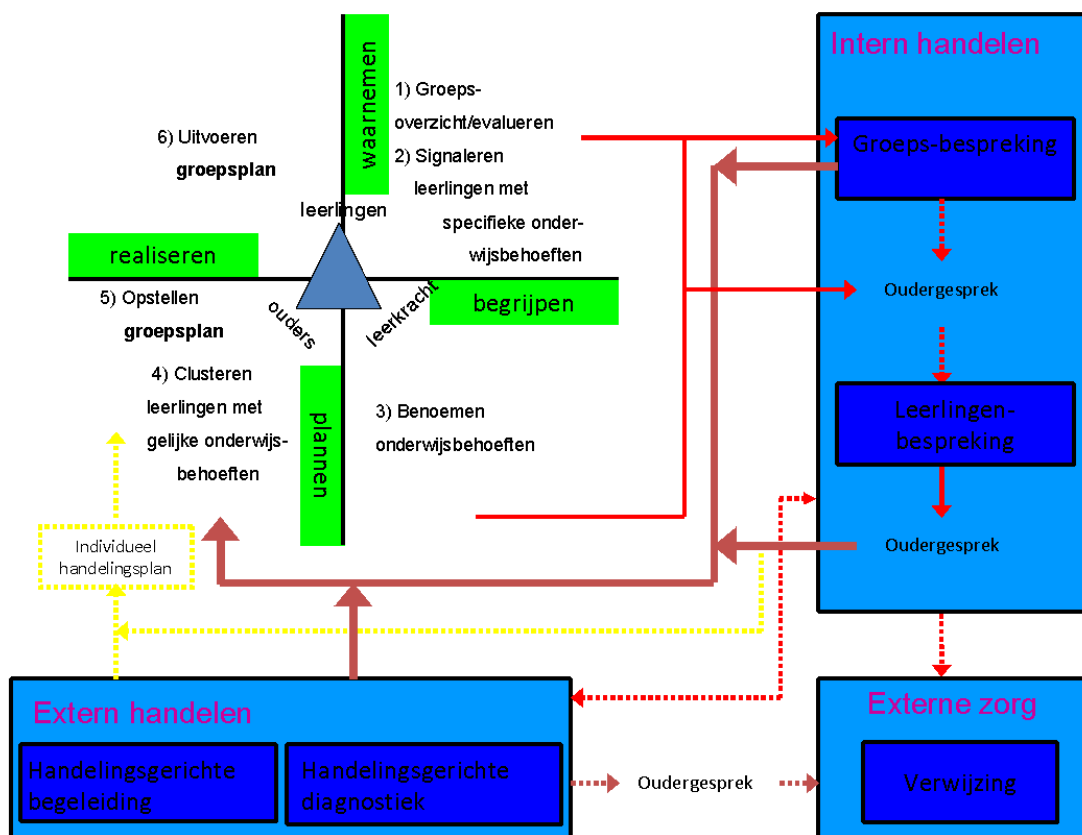 waarnemen
1) Groeps-
overzicht/evalueren
2) Signaleren
leerlingen met
specifieke onder-
wijsbehoeften
6) Uitvoeren
groepsplan
leerlingen
realiseren
begrijpen
ouders
leerkracht
5) Opstellen
groepsplan
4) Clusteren
leerlingen met
gelijke onderwijs-
behoeften
plannen
3) Benoemen
onderwijsbehoeften
Individueel
handelingsplan
Intern handelen
Groeps-bespreking
Oudergesprek
Leerlingen-
bespreking
Oudergesprek
Extern handelen
Handelingsgerichte
begeleiding
Handelingsgerichte
diagnostiek
Oudergesprek
Externe zorg
Verwijzing